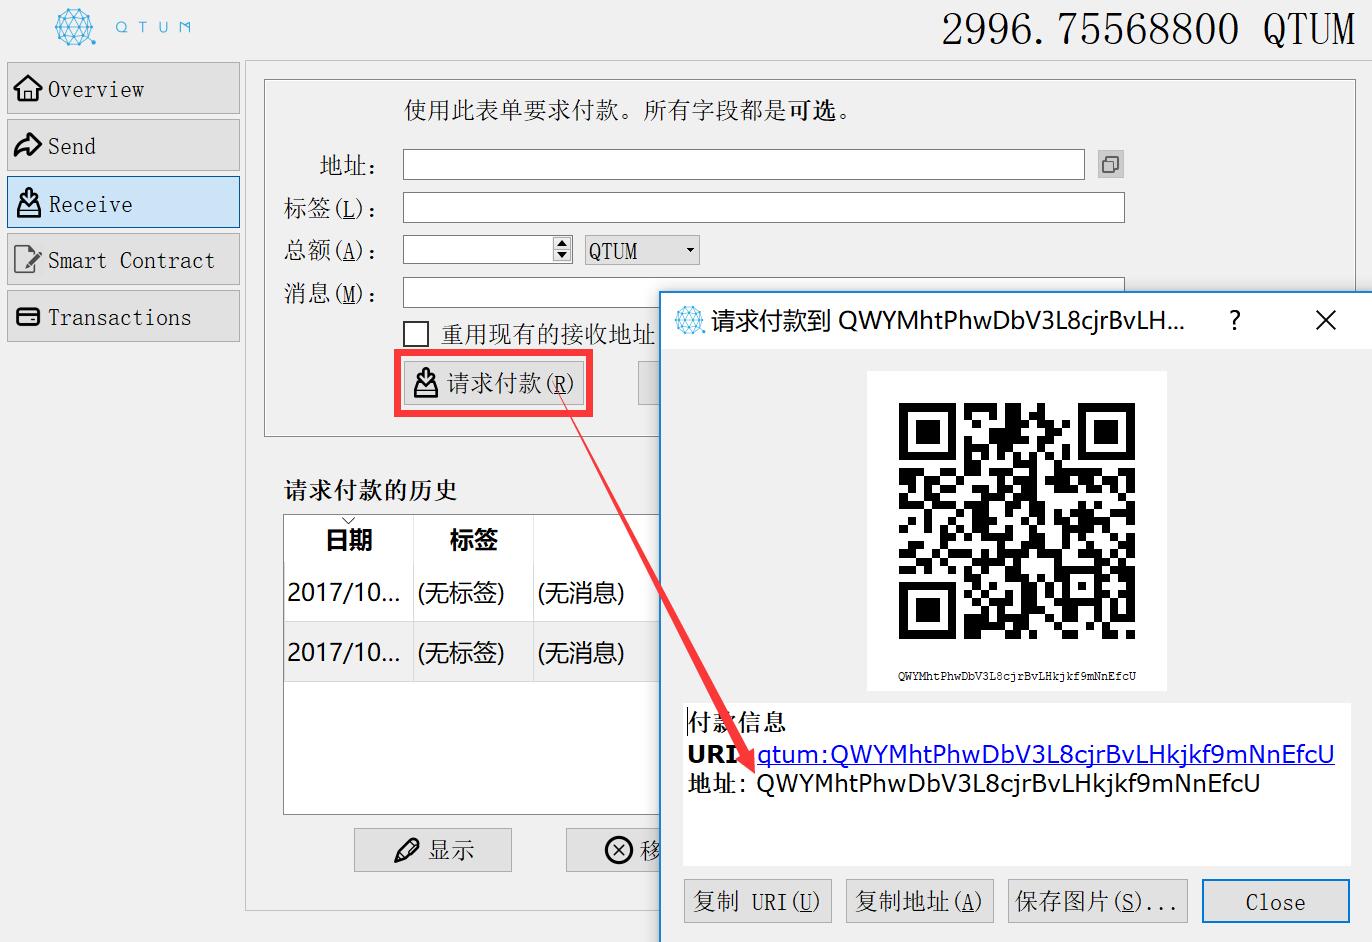 QTUM
2996.75568800 QTUM
Overview
Send
Receive
Smart Contract
Transactions
使用此表单要求付款。所有字段都是可选。
地址：
标签(L)：
总额(A)：
QTUM
消息(M)：
重用现有的接收地址
请求付款(R)
请求付款的历史
日期 标签
2017/10... (无标签) (无消息)
2017/10... (无标签) (无消息)
显示
移
请求付款到 QWYMhtPhwDbV3L8cjrBvLH...
?
QWYMhtPhwDbV3L8cjrBvLHkjkf9mNnEfcU
付款信息
URI qtum:QWYMhtPhwDbV3L8cjrBvLHkjkf9mNnEfcU
地址：QWYMhtPhwDbV3L8cjrBvLHkjkf9mNnEfcU
复制 URI(U)
复制地址(A)
保存图片(S)...
Close